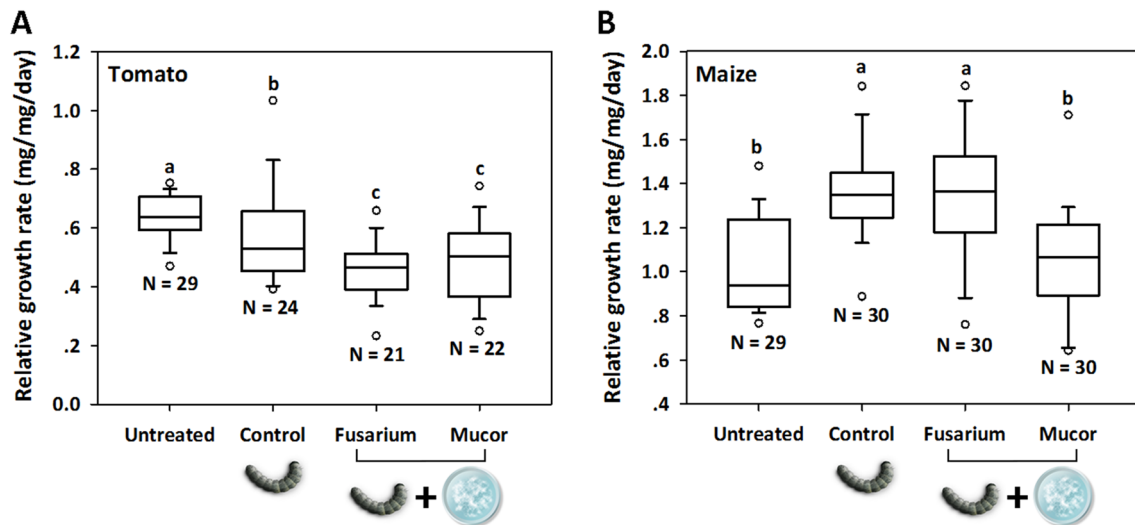 A
Relative growth rate (mg/mg/day)
1.2
1.0
.8
.6
.4
.2
0.0
Tomato
a
b
c
c
N = 29
N = 24
N = 21
N = 22
Untreated Control Fusarium Mucor
+
B
Relative growth rate (mg/mg/day)
2.0
1.8
1.6
1.4
1.2
1.0
.8
.6
.4
Maize
b
a
a
b
N = 29
N = 30
N = 30
N = 30
Untreated Control Fusarium Mucor
+